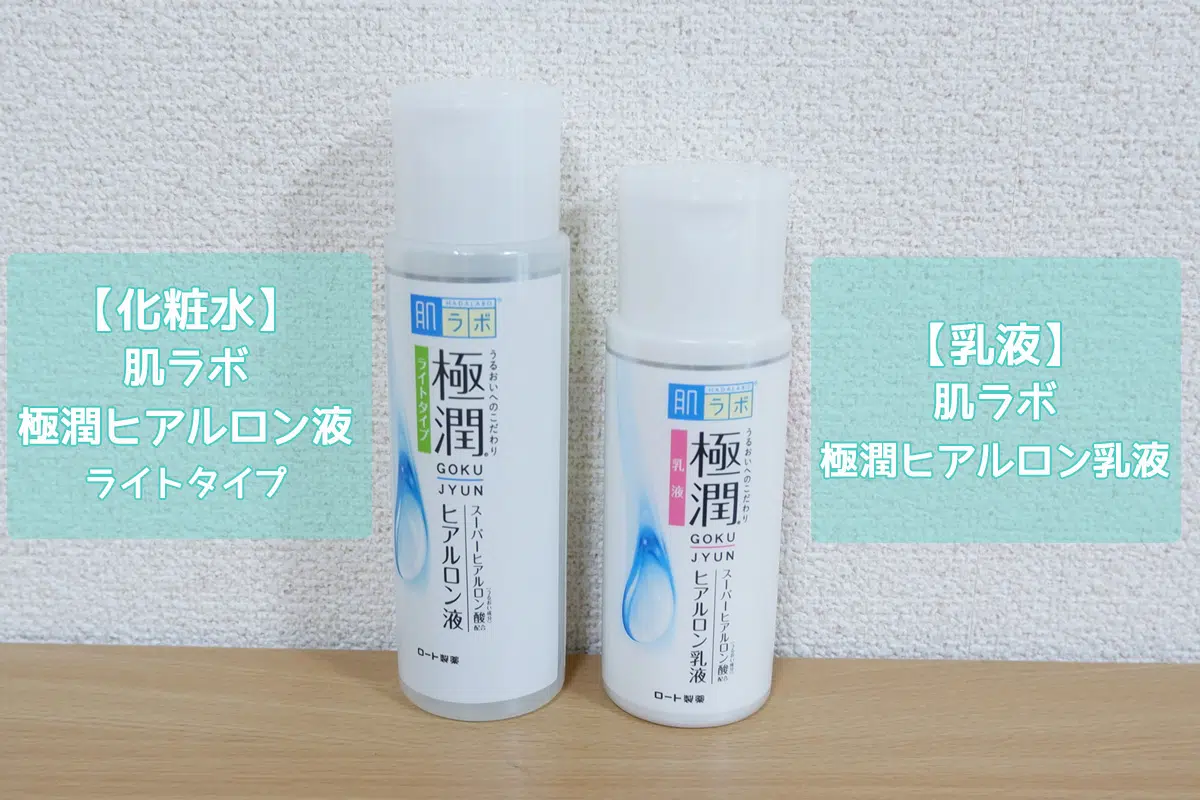 【化粧水】
肌ラボ
極潤ヒアルロン液
ライトタイプ
HADALABO
肌ラボ
うるおいへのこだわり
ライトタイプ
極潤®
GOKU
JYUN
スーパーヒアルロン酸配合
ヒアルロン液
ロート製薬
HADALABO
肌ラボ
うるおいへのこだわり
乳液
極潤®
GOKU
JYUN
スーパーヒアルロン酸配合
ヒアルロン乳液
ロート製薬
【乳液】
肌ラボ
極潤ヒアルロン乳液